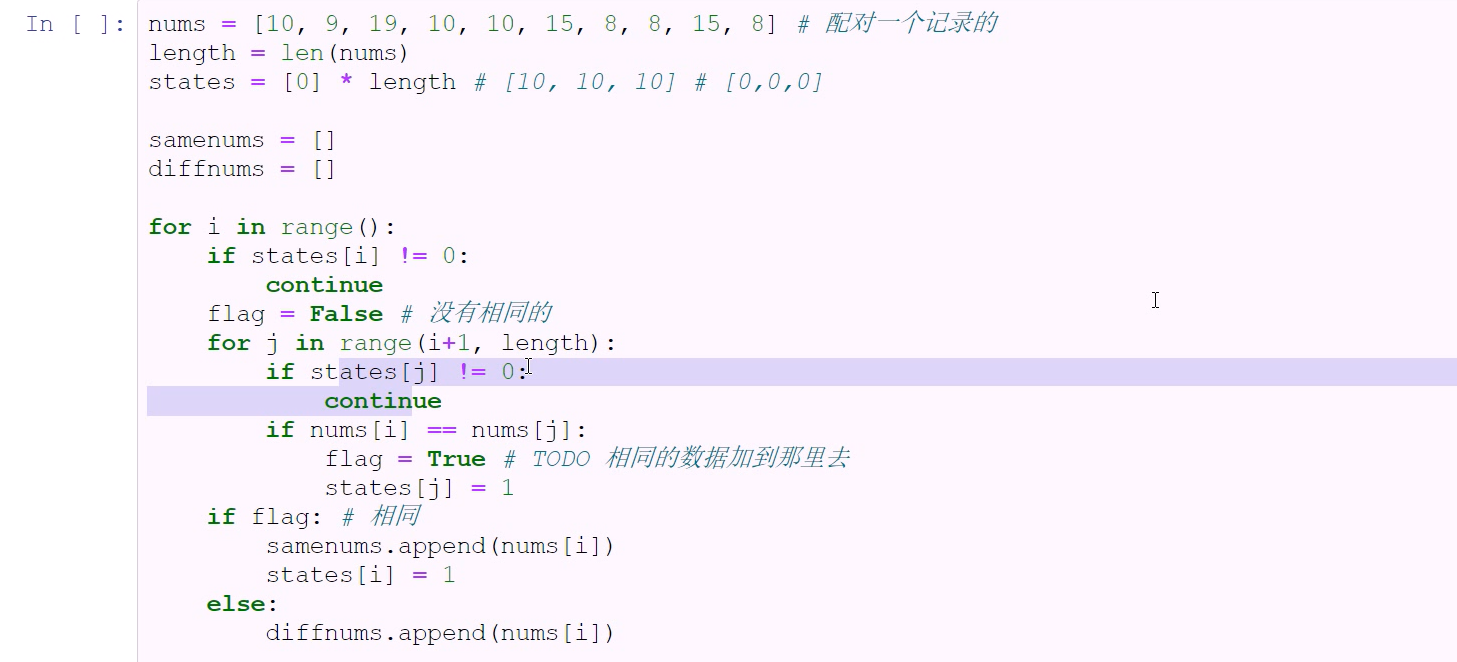 In [ ]: nums = [10, 9, 19, 10, 10, 15, 8, 8, 15, 8] # 配对一个记录的
length = len(nums)
states = [0] * length # [10, 10, 10] # [0,0,0]
samenums = []
diffnums = []
for i in range():
    if states[i] != 0:
        continue
    flag = False # 没有相同的
    for j in range(i+1, length):
        if states[j] != 0:
            continue
        if nums[i] == nums[j]:
            flag = True # TODO 相同的数据加到那里去
            states[j] = 1
    if flag: # 相同
        samenums.append(nums[i])
        states[i] = 1
    else:
        diffnums.append(nums[i])